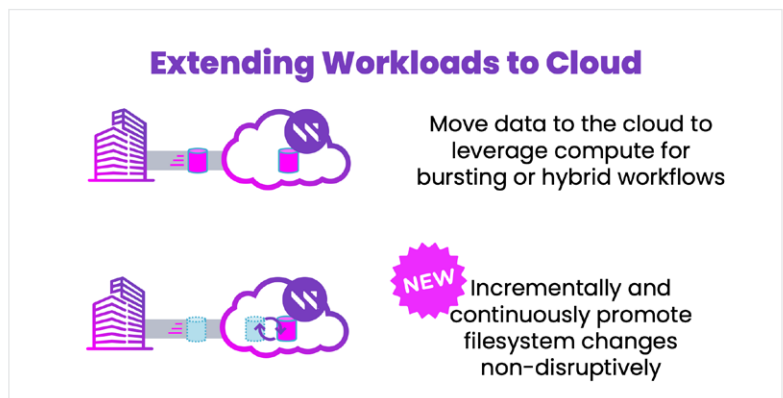 Extending Workloads to Cloud
Move data to the cloud to
leverage compute for
bursting or hybrid workflows
NEW
Incrementally and
continuously promote
filesystem changes
non-disruptively